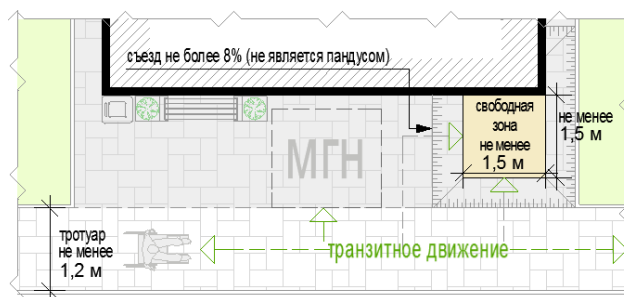 съезд не более 8% (не является пандусом)
свободная
зона
не менее
1,5 м
не менее
1,5 м
МГН
тротуар
не менее
1,2 м
транзитное движение